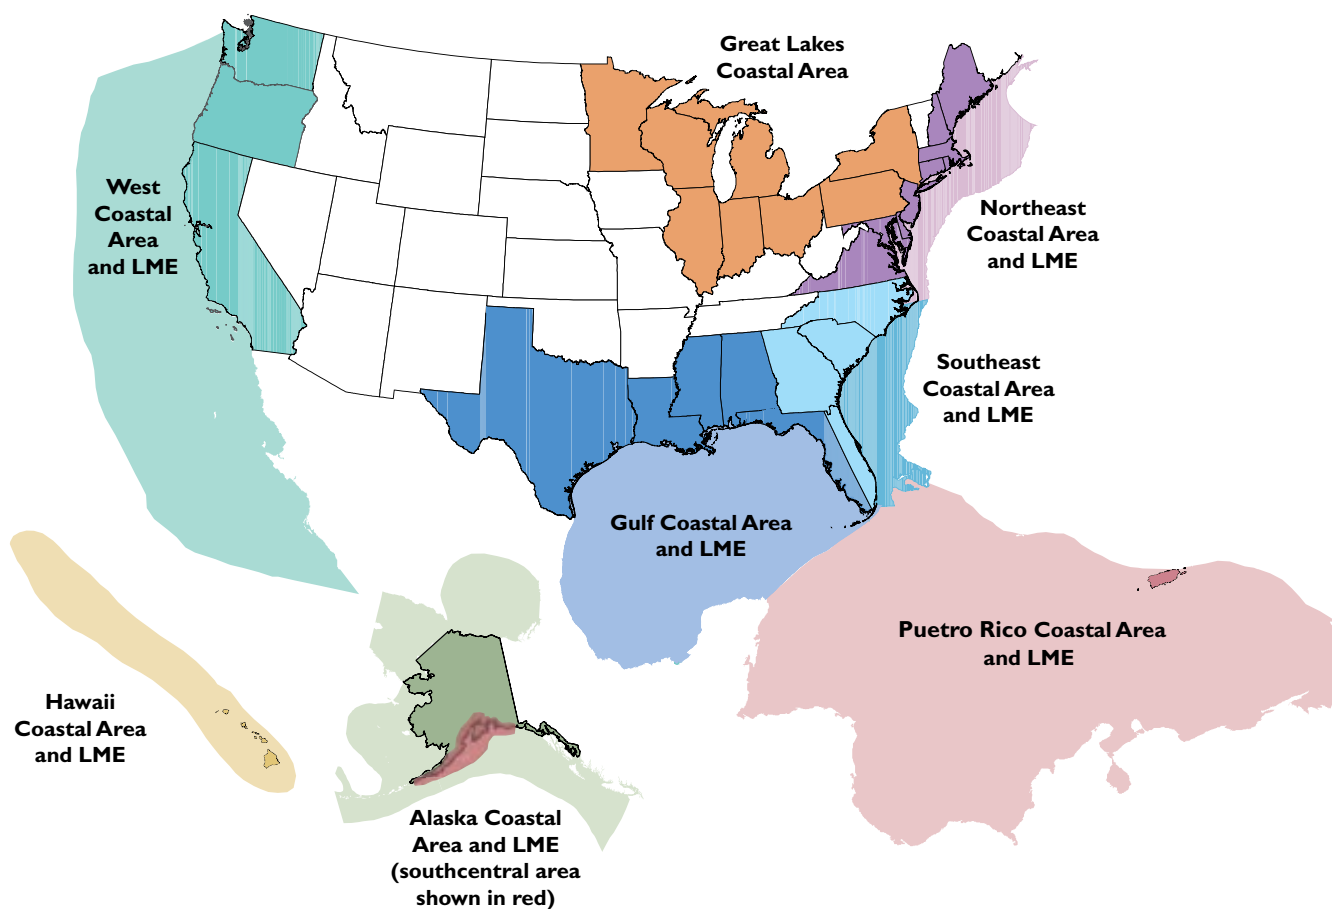 Great Lakes
Coastal Area
West
Coastal
Area
and LME
Northeast
Coastal Area
and LME
Southeast
Coastal Area
and LME
Gulf Coastal Area
and LME
Puetro Rico Coastal Area
and LME
Hawaii
Coastal Area
and LME
Alaska Coastal
Area and LME
(southcentral area
shown in red)